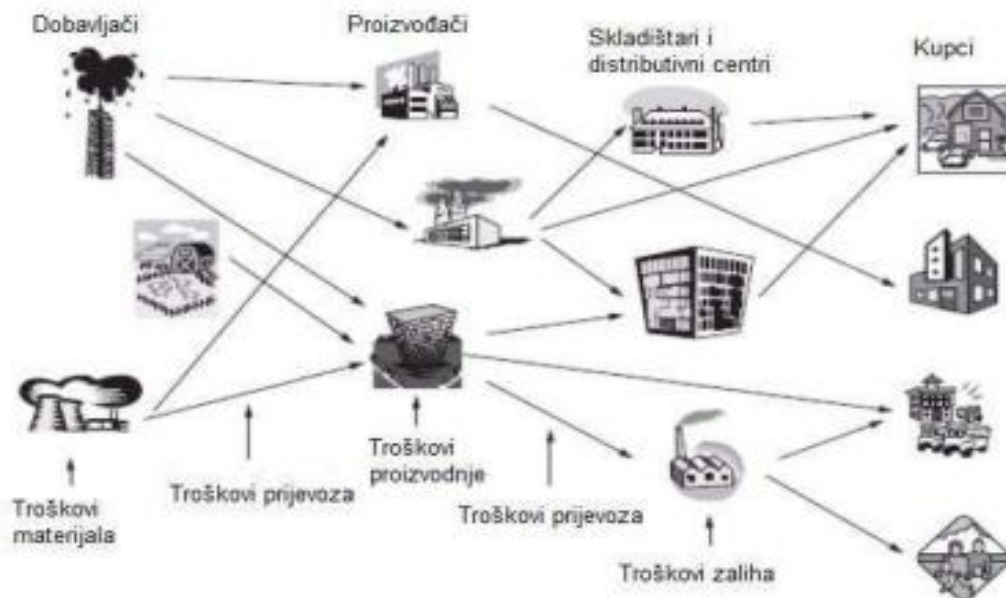 Dobavljači
Proizvođači
Skladištari i
distributivni centri
Kupci
Troškovi
materijala
Troškovi prijevoza
Troškovi
proizvodnje
Troškovi prijevoza
Troškovi zaliha